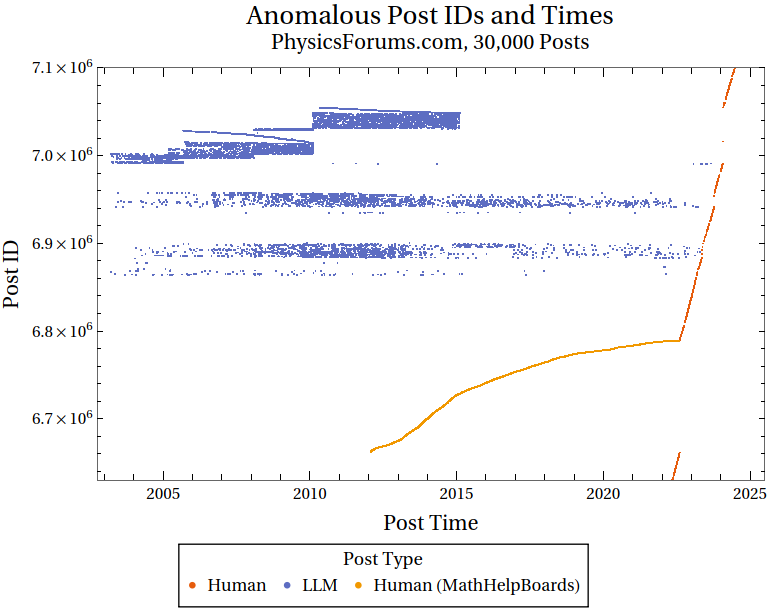 Anomalous Post IDs and Times
PhysicsForums.com, 30,000 Posts
7.1 × 10⁶
7.0 × 10⁶
6.9 × 10⁶
6.8 × 10⁶
6.7 × 10⁶
Post ID
2005 2010 2015 2020 2025
Post Time
Post Type
Human LLM Human (MathHelpBoards)